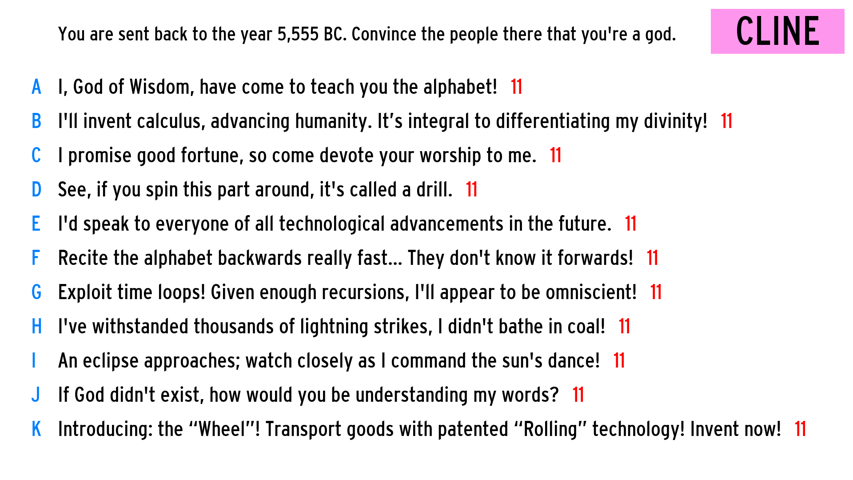 You are sent back to the year 5,555 BC. Convince the people there that you're a god.
CLINE
A I, God of Wisdom, have come to teach you the alphabet! 11
B I'll invent calculus, advancing humanity. It’s integral to differentiating my divinity! 11
C I promise good fortune, so come devote your worship to me. 11
D See, if you spin this part around, it's called a drill. 11
E I'd speak to everyone of all technological advancements in the future. 11
F Recite the alphabet backwards really fast... They don't know it forwards! 11
G Exploit time loops! Given enough recursions, I'll appear to be omniscient! 11
H I've withstanded thousands of lightning strikes, I didn't bathe in coal! 11
I An eclipse approaches; watch closely as I command the sun's dance! 11
J If God didn't exist, how would you be understanding my words? 11
K Introducing: the “Wheel”! Transport goods with patented “Rolling” technology! Invent now! 11